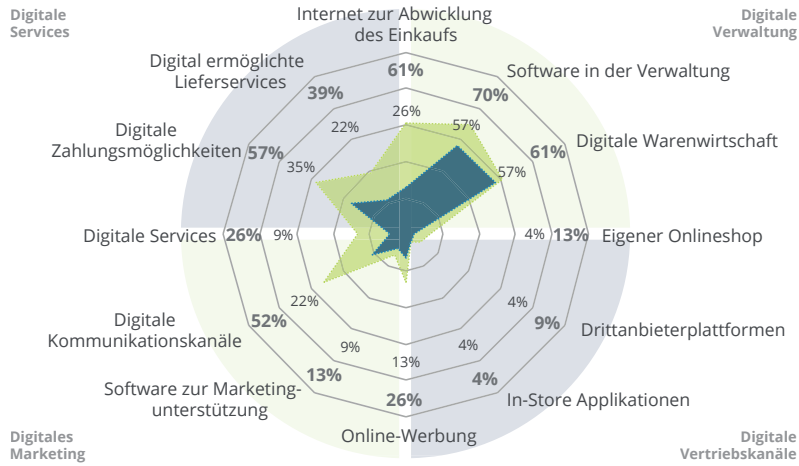 Digitale
Services
Internet zur Abwicklung
des Einkaufs
Digitale
Verwaltung
Digital ermöglichte
Lieferservices
Software in der Verwaltung
61%
39%
70%
26%
22%
57%
Digitale
Zahlungsmöglichkeiten
57%
35%
57%
61%
Digitale Warenwirtschaft
Digitale Services
26%
9%
4%
13%
Eigener Onlineshop
22%
4%
52%
9%
Digitale
Kommunikationskanäle
Drittanbieterplattformen
9%
13%
4%
13%
26%
4%
Software zur Marketing-
unterstützung
In-Store Applikationen
Online-Werbung
Digitales
Marketing
Digitale
Vertriebskanäle